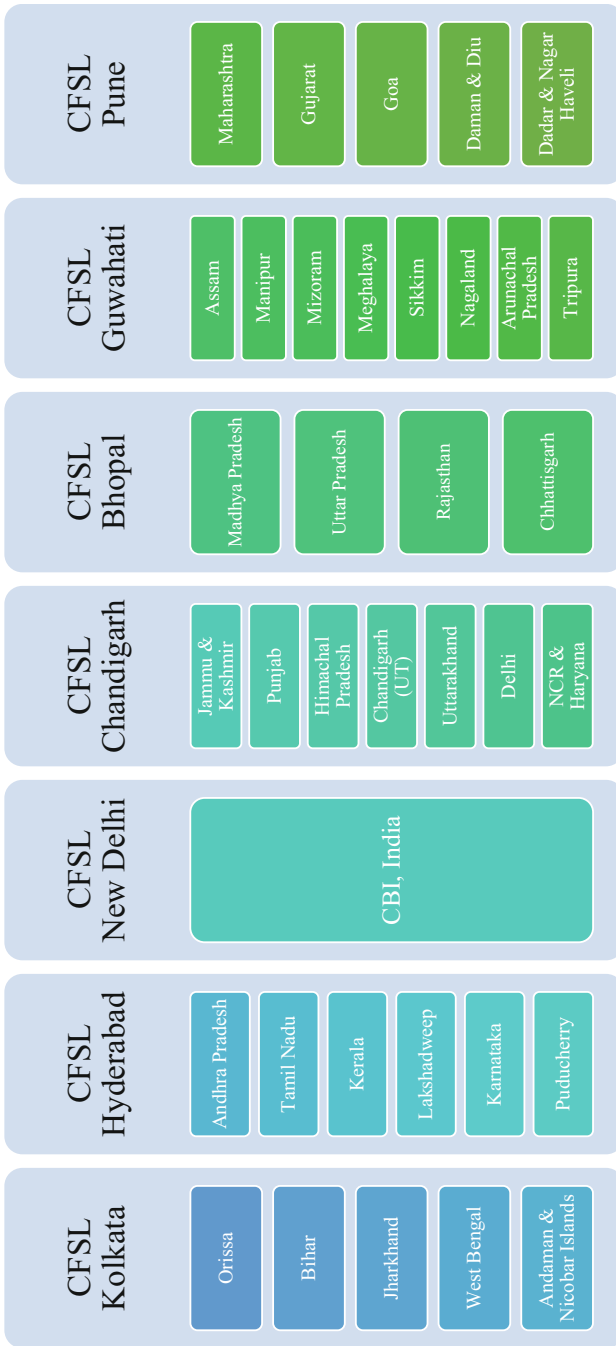 CFSL
Kolkata
Orissa
Bihar
Jharkhand
West Bengal
Andaman &
Nicobar Islands
CFSL
Hyderabad
Andhra Pradesh
Tamil Nadu
Kerala
Lakshadweep
Karnataka
Puducherry
CFSL
New Delhi
CBI, India
CFSL
Chandigarh
Jammu &
Kashmir
Punjab
Himachal
Pradesh
Chandigarh
(UT)
Uttarakhand
Delhi
NCR &
Haryana
CFSL
Bhopal
Madhya Pradesh
Uttar Pradesh
Rajasthan
Chhattisgarh
CFSL
Guwahati
Assam
Manipur
Mizoram
Meghalaya
Sikkim
Nagaland
Arunachal
Pradesh
Tripura
CFSL
Pune
Maharashtra
Gujarat
Goa
Daman & Diu
Dadar & Nagar
Haveli